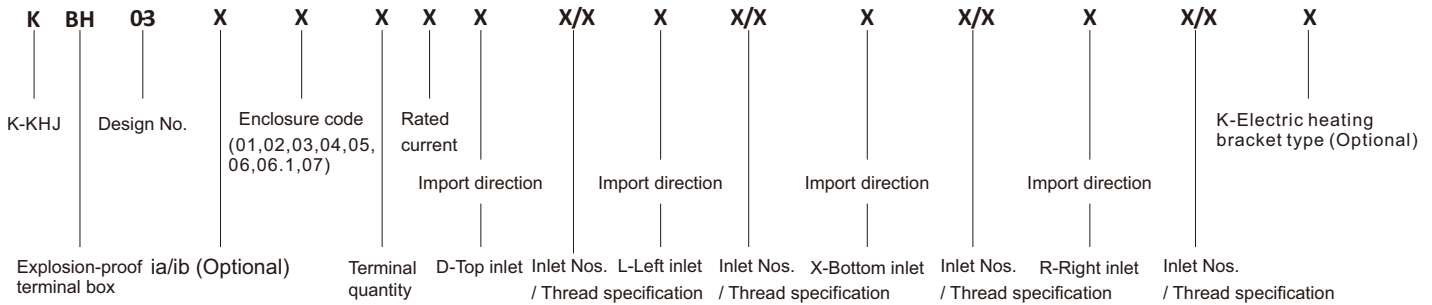 K BH 03 X X X X X X/X X X/X X X/X X X/X X
K-KHJ
Design No.
Enclosure code
(01,02,03,04,05,
06,06.1,07)
Rated
current
K-Electric heating
bracket type (Optional)
Import direction Import direction Import direction Import direction
Explosion-proof
terminal box
ia/ib (Optional)
Terminal
quantity
D-Top inlet
Inlet Nos.
/ Thread specification
L-Left inlet
Inlet Nos.
/ Thread specification
X-Bottom inlet
Inlet Nos.
/ Thread specification
R-Right inlet
Inlet Nos.
/ Thread specification